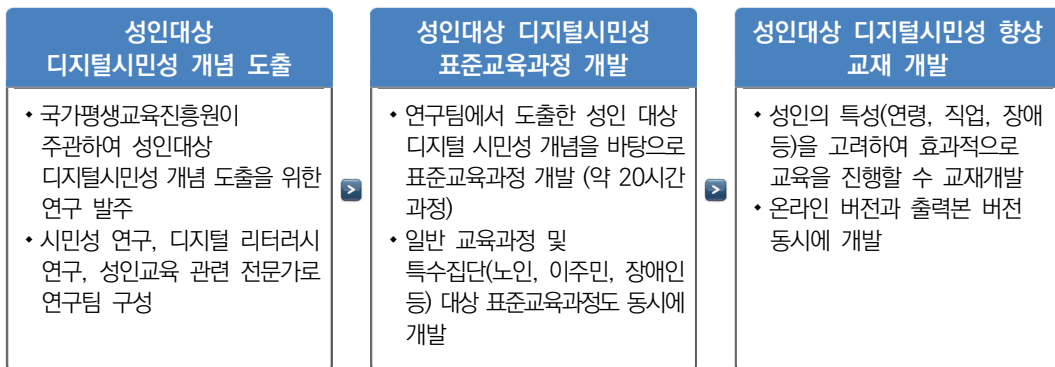 성인대상
디지털시민성 개념 도출
◆ 국가평생교육진흥원이
주관하여 성인대상
디지털시민성 개념 도출을 위한
연구 발주
◆ 시민성 연구, 디지털 리터러시
연구, 성인교육 관련 전문가로
연구팀 구성
성인대상 디지털시민성
표준교육과정 개발
◆ 연구팀에서 도출한 성인 대상
디지털 시민성 개념을 바탕으로
표준교육과정 개발 (약 20시간
과정)
◆ 일반 교육과정 및
특수집단(노인, 이주민, 장애인
등) 대상 표준교육과정도 동시에
개발
성인대상 디지털시민성 향상
교재 개발
◆ 성인의 특성(연령, 직업, 장애
등)을 고려하여 효과적으로
교육을 진행할 수 교재개발
◆ 온라인 버전과 출력본 버전
동시에 개발